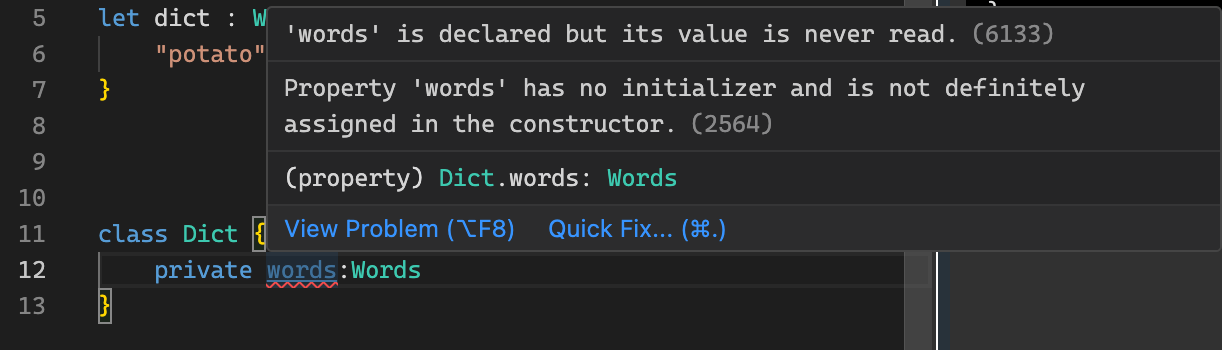 5 let dict : W
6 "potato"
7 }
8
9
10
11 class Dict {
12 private words:Words
13 }
'words' is declared but its value is never read. (6133)
Property 'words' has no initializer and is not definitely
assigned in the constructor. (2564)
(property) Dict.words: Words
View Problem (⌥F8) Quick Fix... (⌘.)
}